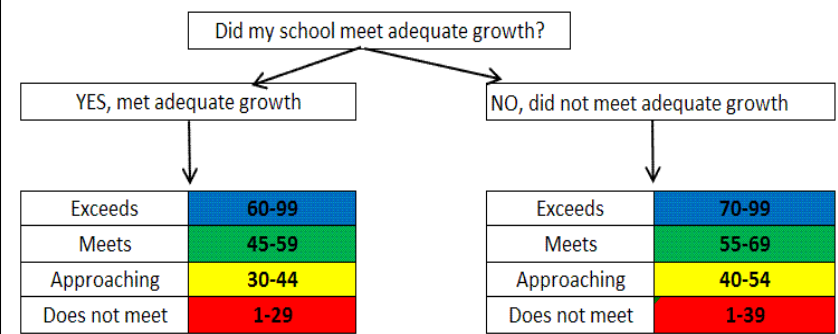 Did my school meet adequate growth?
YES, met adequate growth
NO, did not meet adequate growth
Exceeds 60-99
Meets 45-59
Approaching 30-44
Does not meet 1-29
Exceeds 70-99
Meets 55-69
Approaching 40-54
Does not meet 1-39